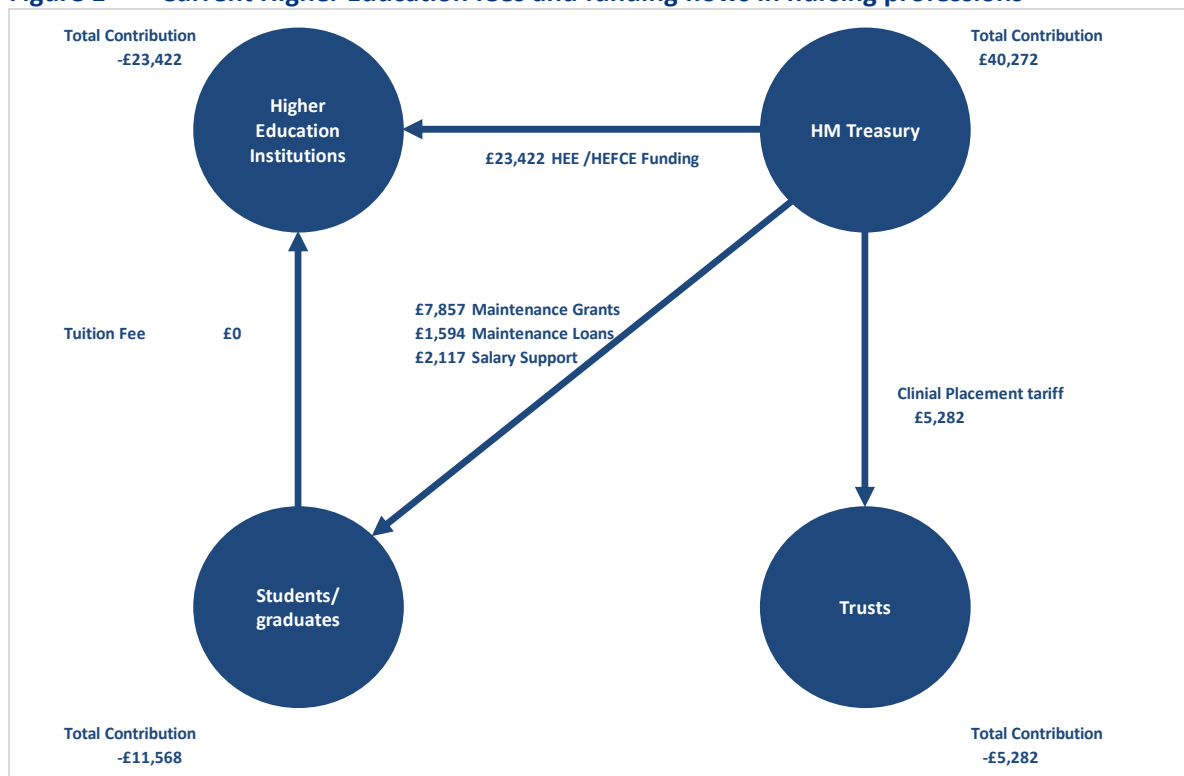 Total Contribution
-£23,422
Total Contribution
£40,272
Higher
Education
Institutions
HM Treasury
£23,422 HEE /HEFCE Funding
£7,857 Maintenance Grants
£1,594 Maintenance Loans
£2,117 Salary Support
Tuition Fee £0
Clinial Placement tariff
£5,282
Students/
graduates
Trusts
Total Contribution
-£11,568
Total Contribution
-£5,282